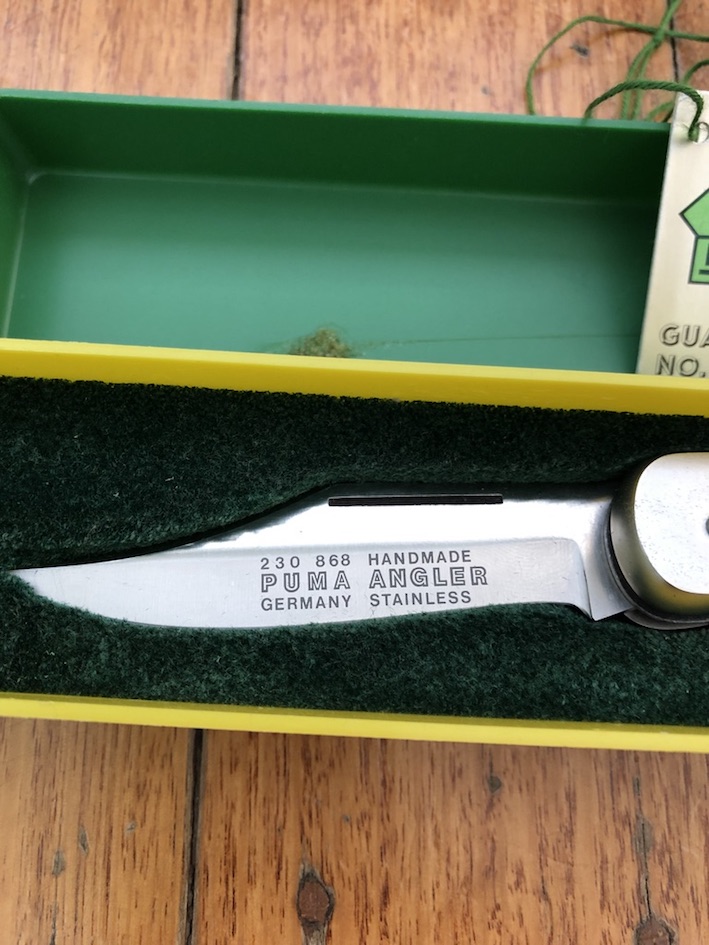 GUA
NO.
230 868 HANDMADE
PUMA ANGLER
GERMANY STAINLESS